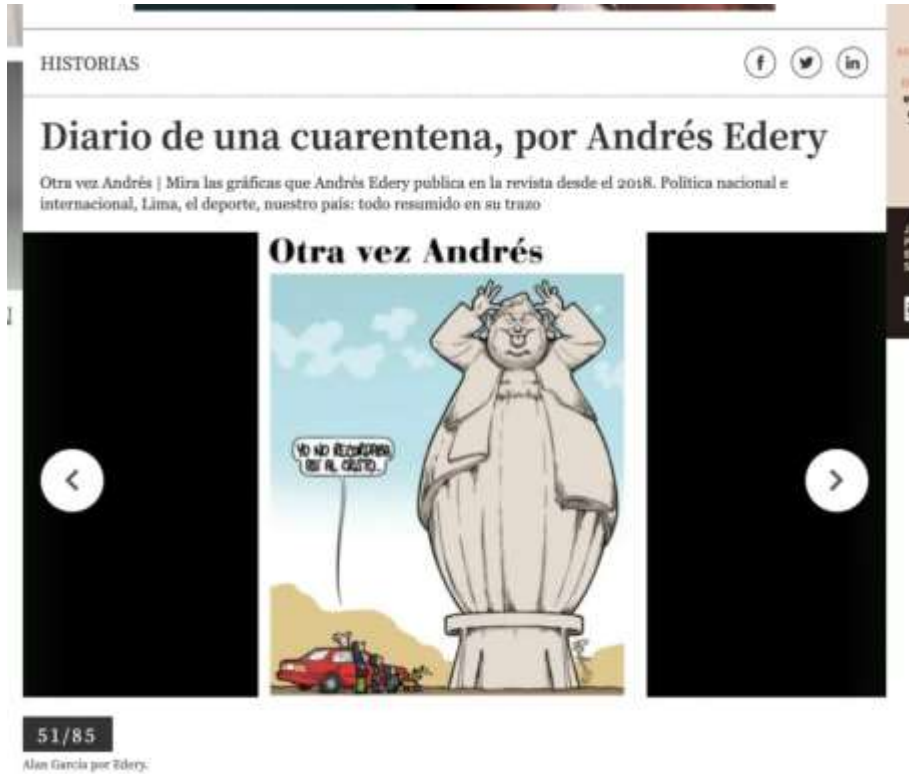 HISTORIAS
Diario de una cuarentena, por Andrés Edery
Otra vez Andrés | Mira las gráficas que Andrés Edery publica en la revista desde el 2018. Política nacional e
internacional, Lima, el deporte, nuestro país: todo resumido en su trazo
Otra vez Andrés
YO NO RECORDABA
ASÍ AL CRISTO...
51/85
Alan García por Edery.